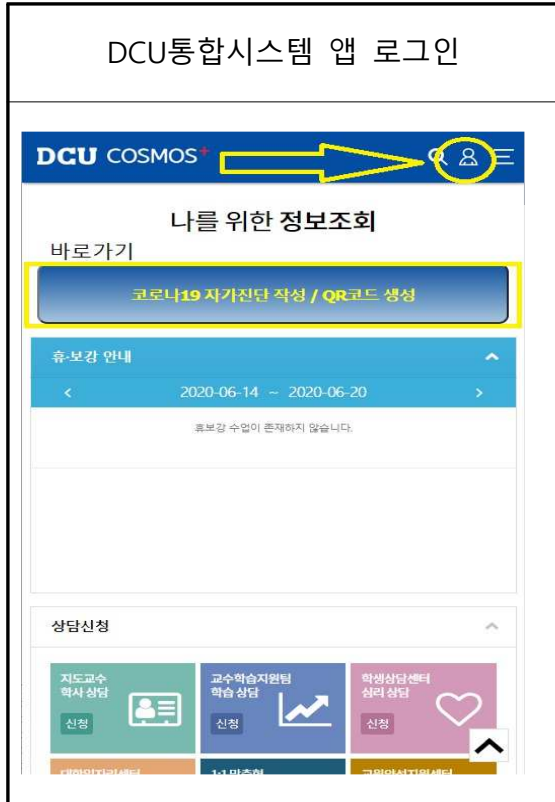 DCU통합시스템 앱 로그인
DCU COSMOS+
나를 위한 정보조회
바로가기
코로나19 자가진단 작성 / QR코드 생성
휴·보강 안내
< 2020-06-14 ~ 2020-06-20 >
휴보강 수업이 존재하지 않습니다.
상담신청
지도교수
학사 상담
신청
교수학습지원팀
학습 상담
신청
학생상담센터
심리 상담
신청
1:1 맞춤형